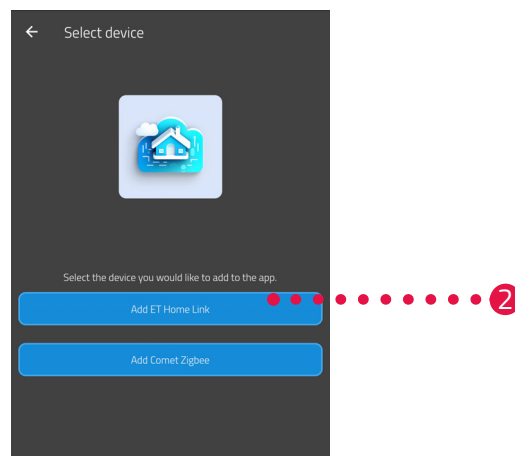 Select device
Select the device you would like to add to the app.
Add ET Home Link
2
Add Comet Zigbee